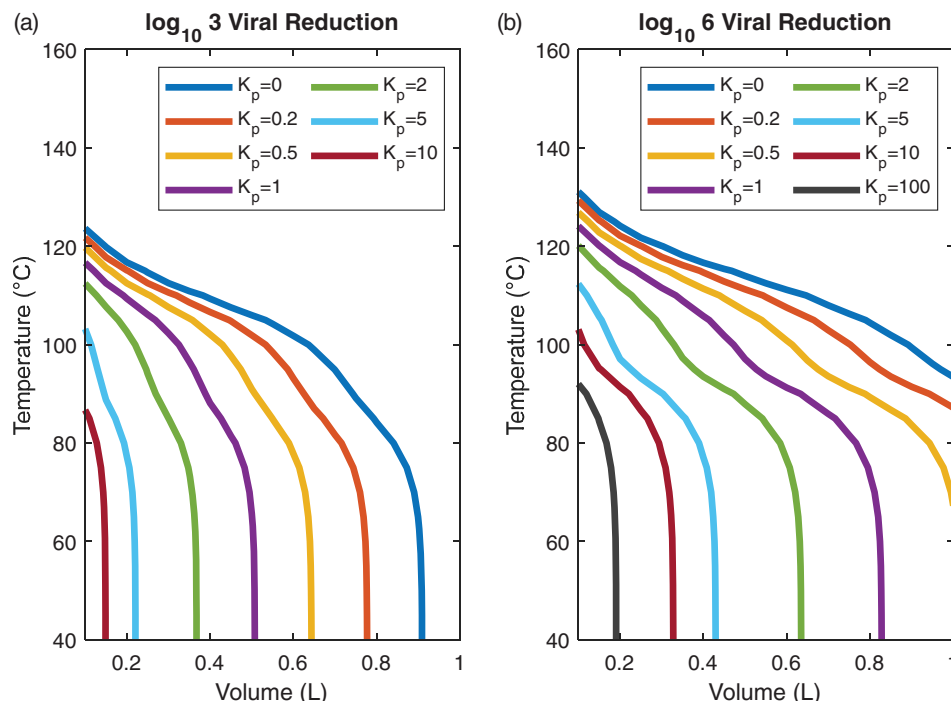 (a)
log10 3 Viral Reduction
160
140
120
100
80
60
40
Temperature (°C)
Kp=0
Kp=0.2
Kp=0.5
Kp=1
Kp=2
Kp=5
Kp=10
0.2
0.4
0.6
0.8
1
Volume (L)
(b)
log10 6 Viral Reduction
160
140
120
100
80
60
40
Temperature (°C)
Kp=0
Kp=0.2
Kp=0.5
Kp=1
Kp=2
Kp=5
Kp=10
Kp=100
0.2
0.4
0.6
0.8
1
Volume (L)